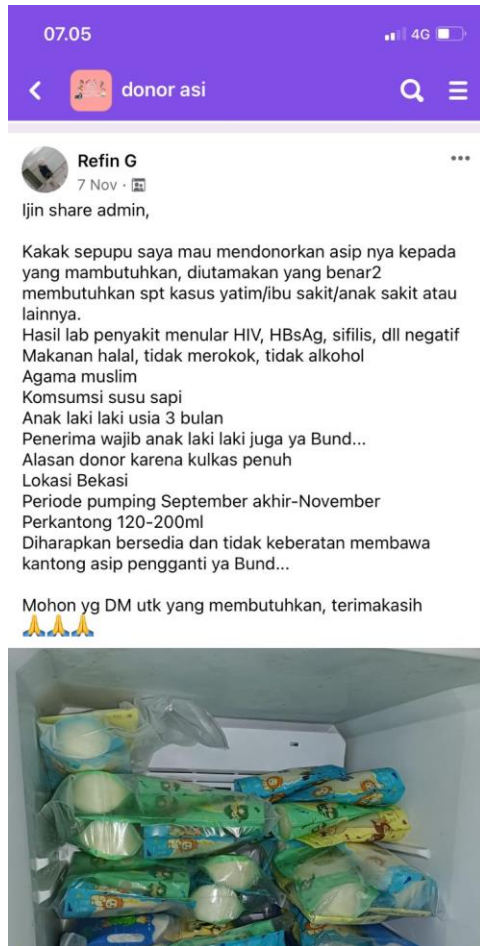 07.05
4G
donor asi
Refin G
7 Nov ·
Ijin share admin,
Kakak sepupu saya mau mendonorkan asip nya kepada
yang mambutuhkan, diutamakan yang benar2
membutuhkan spt kasus yatim/ibu sakit/anak sakit atau
lainnya.
Hasil lab penyakit menular HIV, HBsAg, sifilis, dll negatif
Makanan halal, tidak merokok, tidak alkohol
Agama muslim
Komsumsi susu sapi
Anak laki laki usia 3 bulan
Penerima wajib anak laki laki juga ya Bund...
Alasan donor karena kulkas penuh
Lokasi Bekasi
Periode pumping September akhir-November
Perkantong 120-200ml
Diharapkan bersedia dan tidak keberatan membawa
kantong asip pengganti ya Bund...
Mohon yg DM utk yang membutuhkan, terimakasih
🙏🙏🙏